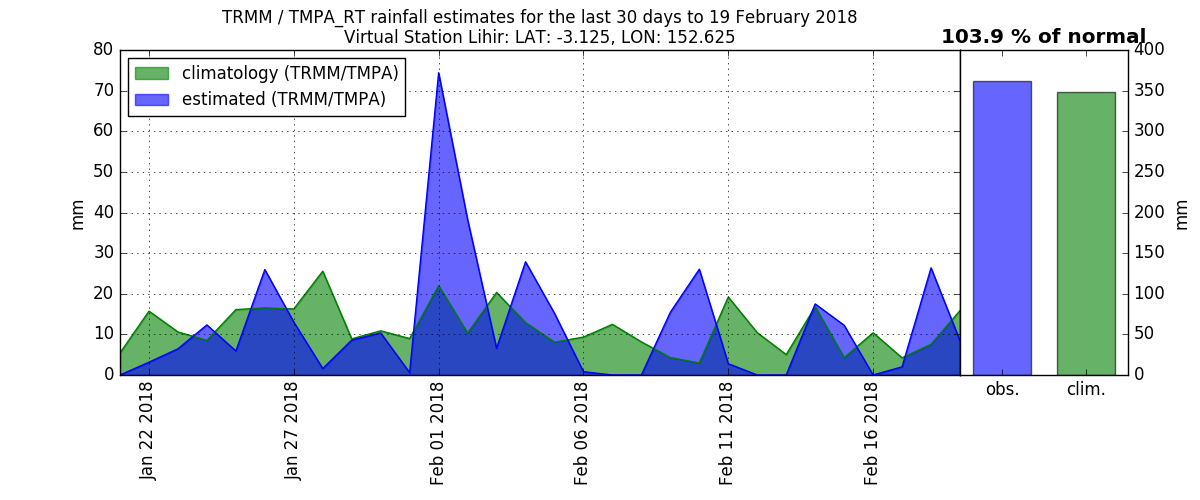 TRMM / TMPA_RT rainfall estimates for the last 30 days to 19 February 2018
Virtual Station Lihir: LAT: -3.125, LON: 152.625
103.9 % of normal
climatology (TRMM/TMPA)
estimated (TRMM/TMPA)
mm
80
70
60
50
40
30
20
10
0
Jan 22 2018
Jan 27 2018
Feb 01 2018
Feb 06 2018
Feb 11 2018
Feb 16 2018
obs.
clim.
400
350
300
250
200
150
100
50
0
mm